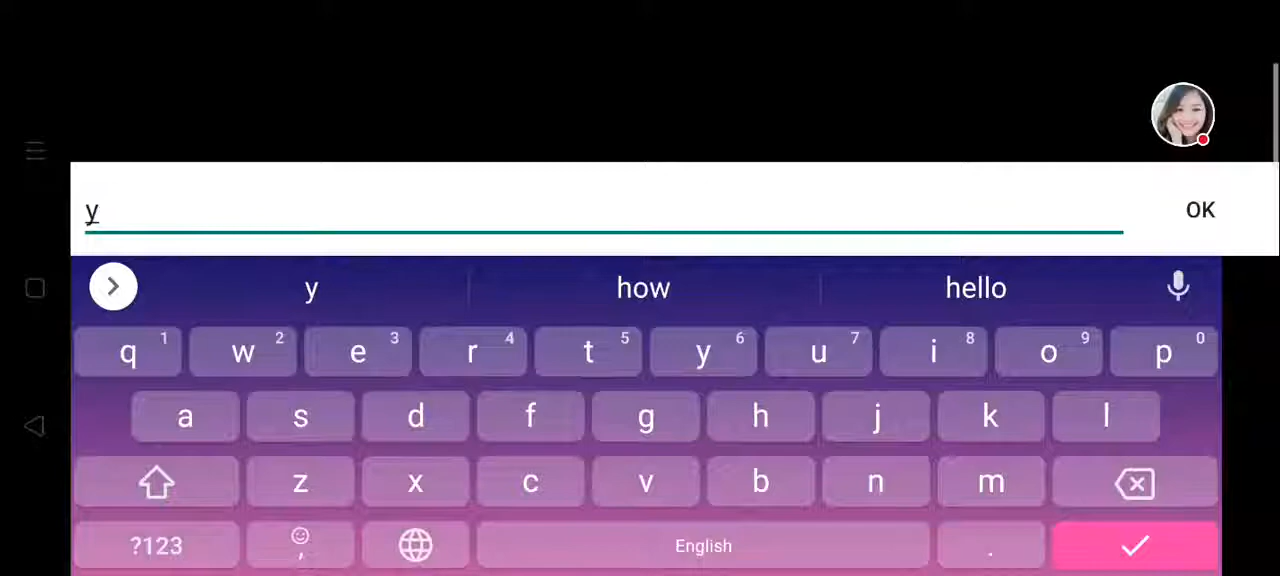 y
OK
y how hello
q 1 w 2 e 3 r 4 t 5 y 6 u 7 i 8 o 9 p 0
a s d f g h j k l
z x c v b n m
?123 , English .